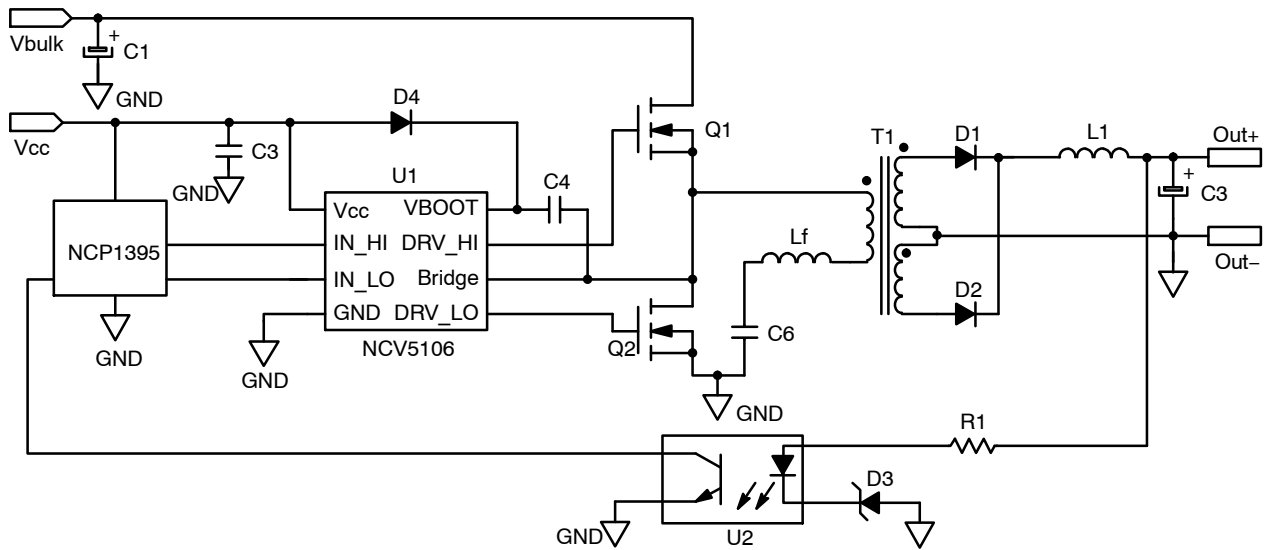 Vbulk
+
C1
GND
Vcc
D4
C3
GND
U1
C4
Q1
T1
D1
L1
Out+
+
C3
Out−
NCP1395
Vcc
VBOOT
IN_HI
DRV_HI
IN_LO
Bridge
GND
DRV_LO
NCV5106
GND
GND
Lf
D2
Q2
C6
GND
R1
D3
GND
U2